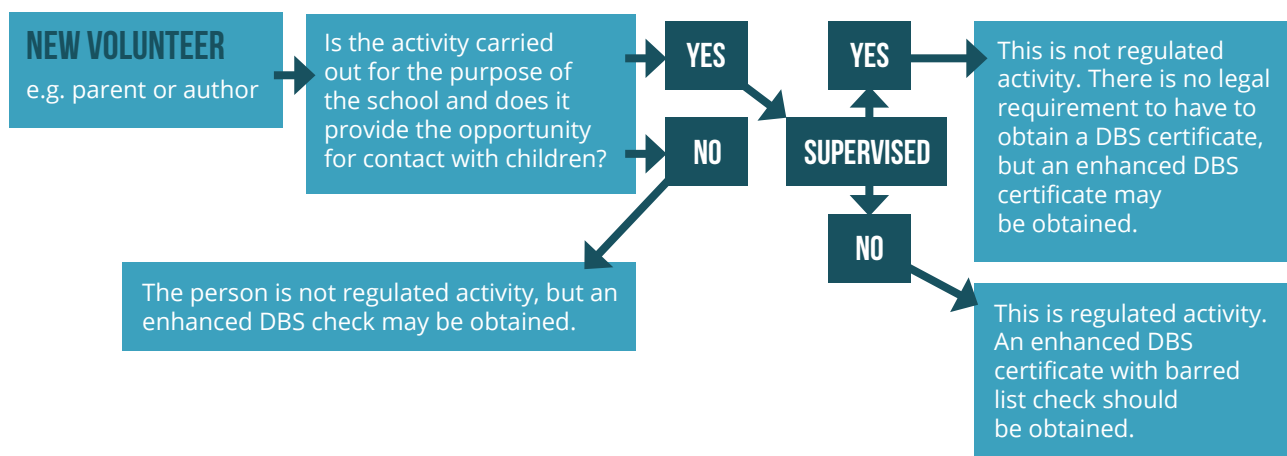 NEW VOLUNTEER
e.g. parent or author
Is the activity carried
out for the purpose of
the school and does it
provide the opportunity
for contact with children?
YES
NO
SUPERVISED
YES
NO
This is not regulated
activity. There is no legal
requirement to have to
obtain a DBS certificate,
but an enhanced DBS
certificate may
be obtained.
The person is not regulated activity, but an
enhanced DBS check may be obtained.
This is regulated activity.
An enhanced DBS
certificate with barred
list check should
be obtained.